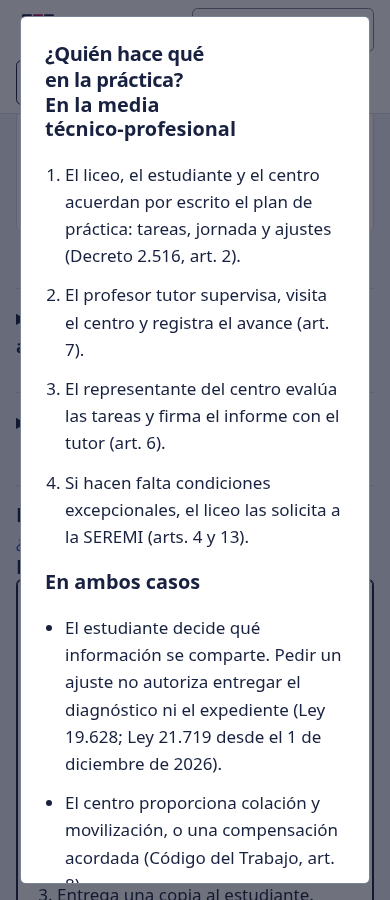 ¿Quién hace qué
en la práctica?
En la media
técnico-profesional
1. El liceo, el estudiante y el centro
acuerdan por escrito el plan de
práctica: tareas, jornada y ajustes
(Decreto 2.516, art. 2).
2. El profesor tutor supervisa, visita
el centro y registra el avance (art.
7).
3. El representante del centro evalúa
las tareas y firma el informe con el
tutor (art. 6).
4. Si hacen falta condiciones
excepcionales, el liceo las solicita a
la SEREMI (arts. 4 y 13).
En ambos casos
• El estudiante decide qué
información se comparte. Pedir un
ajuste no autoriza entregar el
diagnóstico ni el expediente (Ley
19.628; Ley 21.719 desde el 1 de
diciembre de 2026).
• El centro proporciona colación y
movilización, o una compensación
acordada (Código del Trabajo, art.
8)
3. Entrega una copia al estudiante.